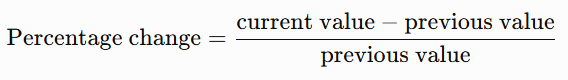 Percentage change = (current value − previous value) / previous value